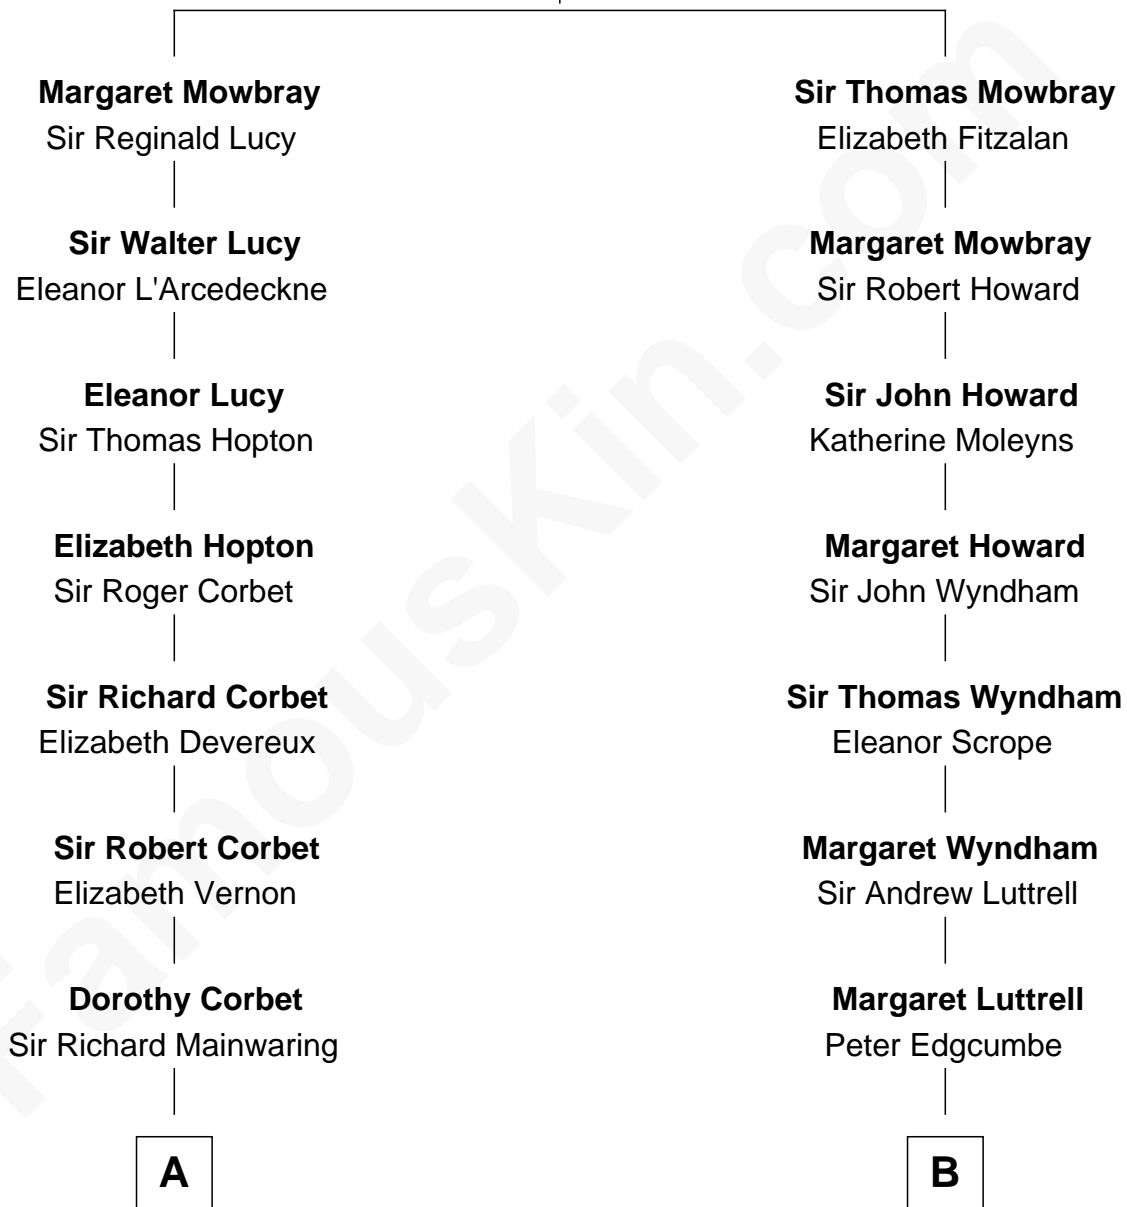 Margaret Mowbray
Sir Reginald Lucy
Sir Walter Lucy
Eleanor L'Arcedeckne
Eleanor Lucy
Sir Thomas Hopton
Elizabeth Hopton
Sir Roger Corbet
Sir Richard Corbet
Elizabeth Devereux
Sir Robert Corbet
Elizabeth Vernon
Dorothy Corbet
Sir Richard Mainwaring
A
Sir Thomas Mowbray
Elizabeth Fitzalan
Margaret Mowbray
Sir Robert Howard
Sir John Howard
Katherine Moleyns
Margaret Howard
Sir John Wyndham
Sir Thomas Wyndham
Eleanor Scrope
Margaret Wyndham
Sir Andrew Luttrell
Margaret Luttrell
Peter Edgcumbe
B
FamousKin.com